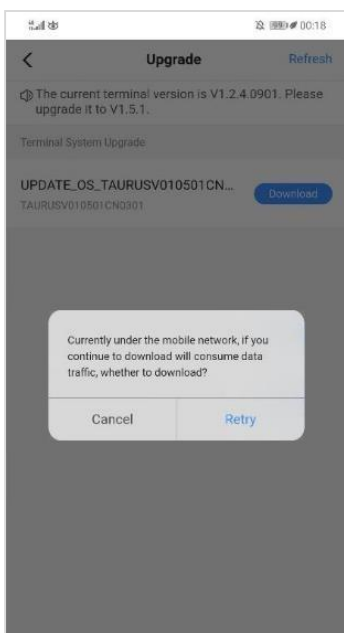 00:18
Upgrade
Refresh
The current terminal version is V1.2.4.0901. Please
upgrade it to V1.5.1.
Terminal System Upgrade
UPDATE_OS_TAURUSV010501CN...
Download
TAURUSV010501CN0301
Currently under the mobile network, if you
continue to download will consume data
traffic, whether to download?
Cancel
Retry